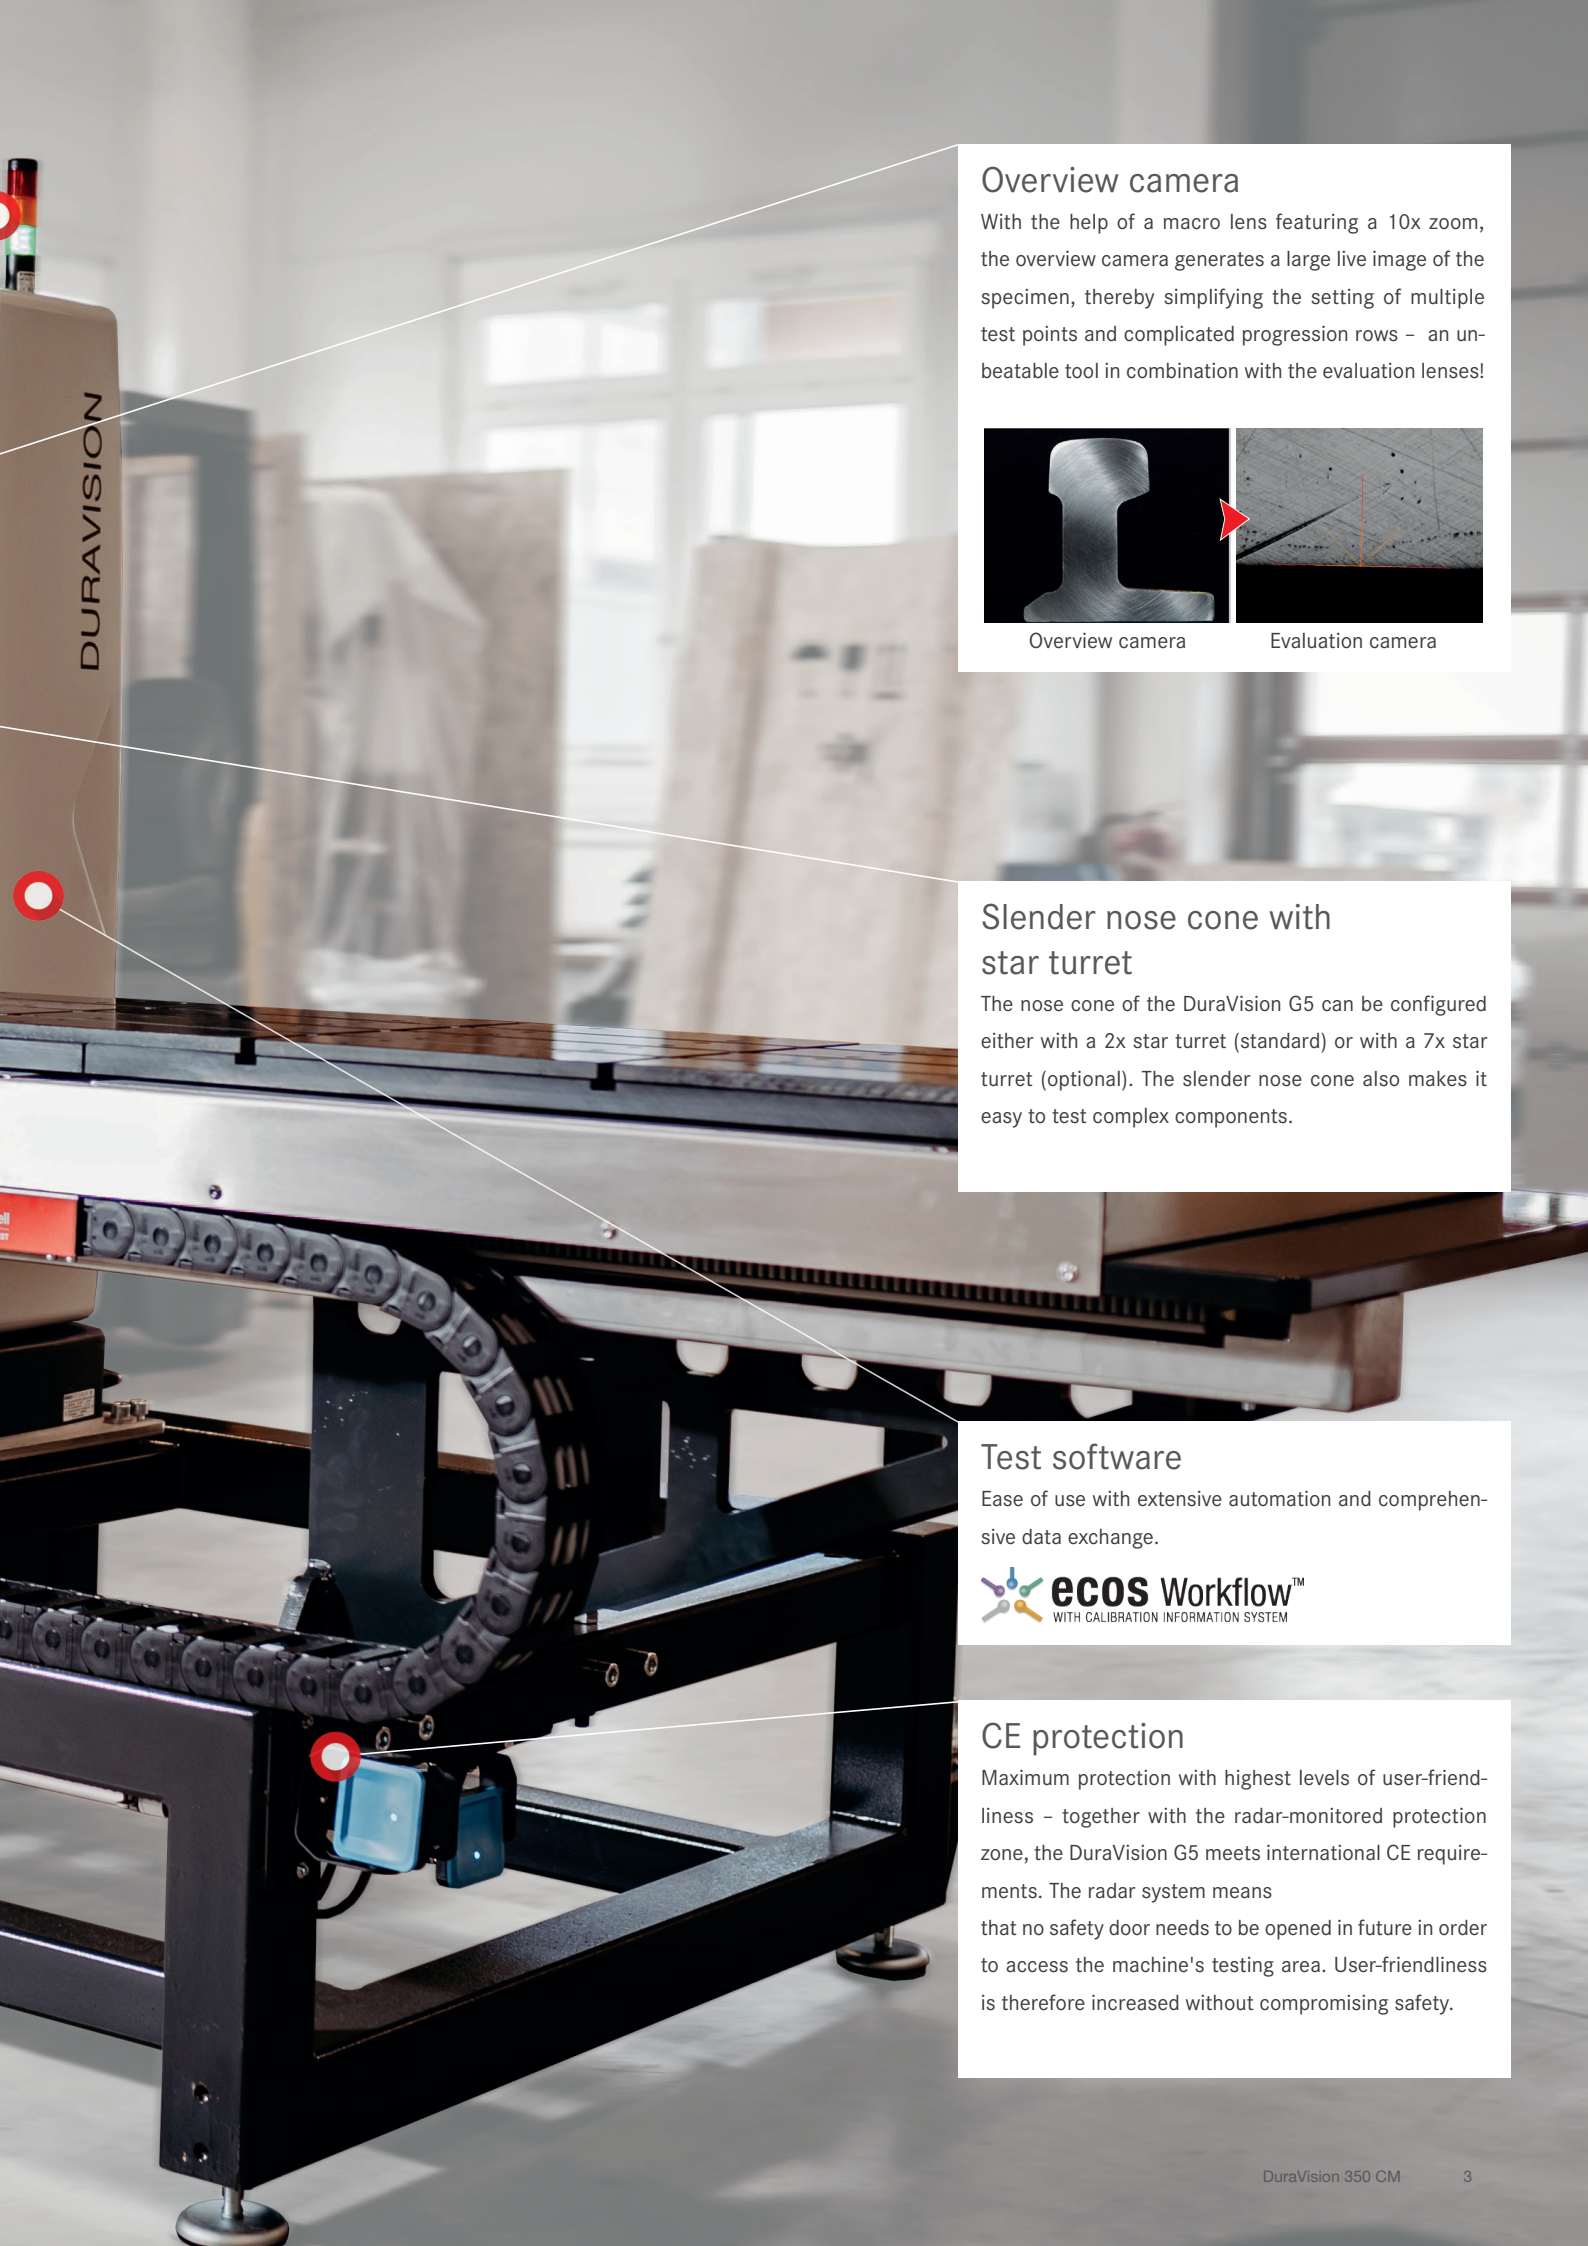 DURAVISION
Overview camera
With the help of a macro lens featuring a 10x zoom,
the overview camera generates a large live image of the
specimen, thereby simplifying the setting of multiple
test points and complicated progression rows – an un-
beatable tool in combination with the evaluation lenses!
Overview camera
Evaluation camera
Slender nose cone with
star turret
The nose cone of the DuraVision G5 can be configured
either with a 2x star turret (standard) or with a 7x star
turret (optional). The slender nose cone also makes it
easy to test complex components.
Test software
Ease of use with extensive automation and comprehen-
sive data exchange.
ecos Workflow™
WITH CALIBRATION INFORMATION SYSTEM
CE protection
Maximum protection with highest levels of user-friend-
liness – together with the radar-monitored protection
zone, the DuraVision G5 meets international CE require-
ments. The radar system means
that no safety door needs to be opened in future in order
to access the machine's testing area. User-friendliness
is therefore increased without compromising safety.
DuraVision 350 CM 3